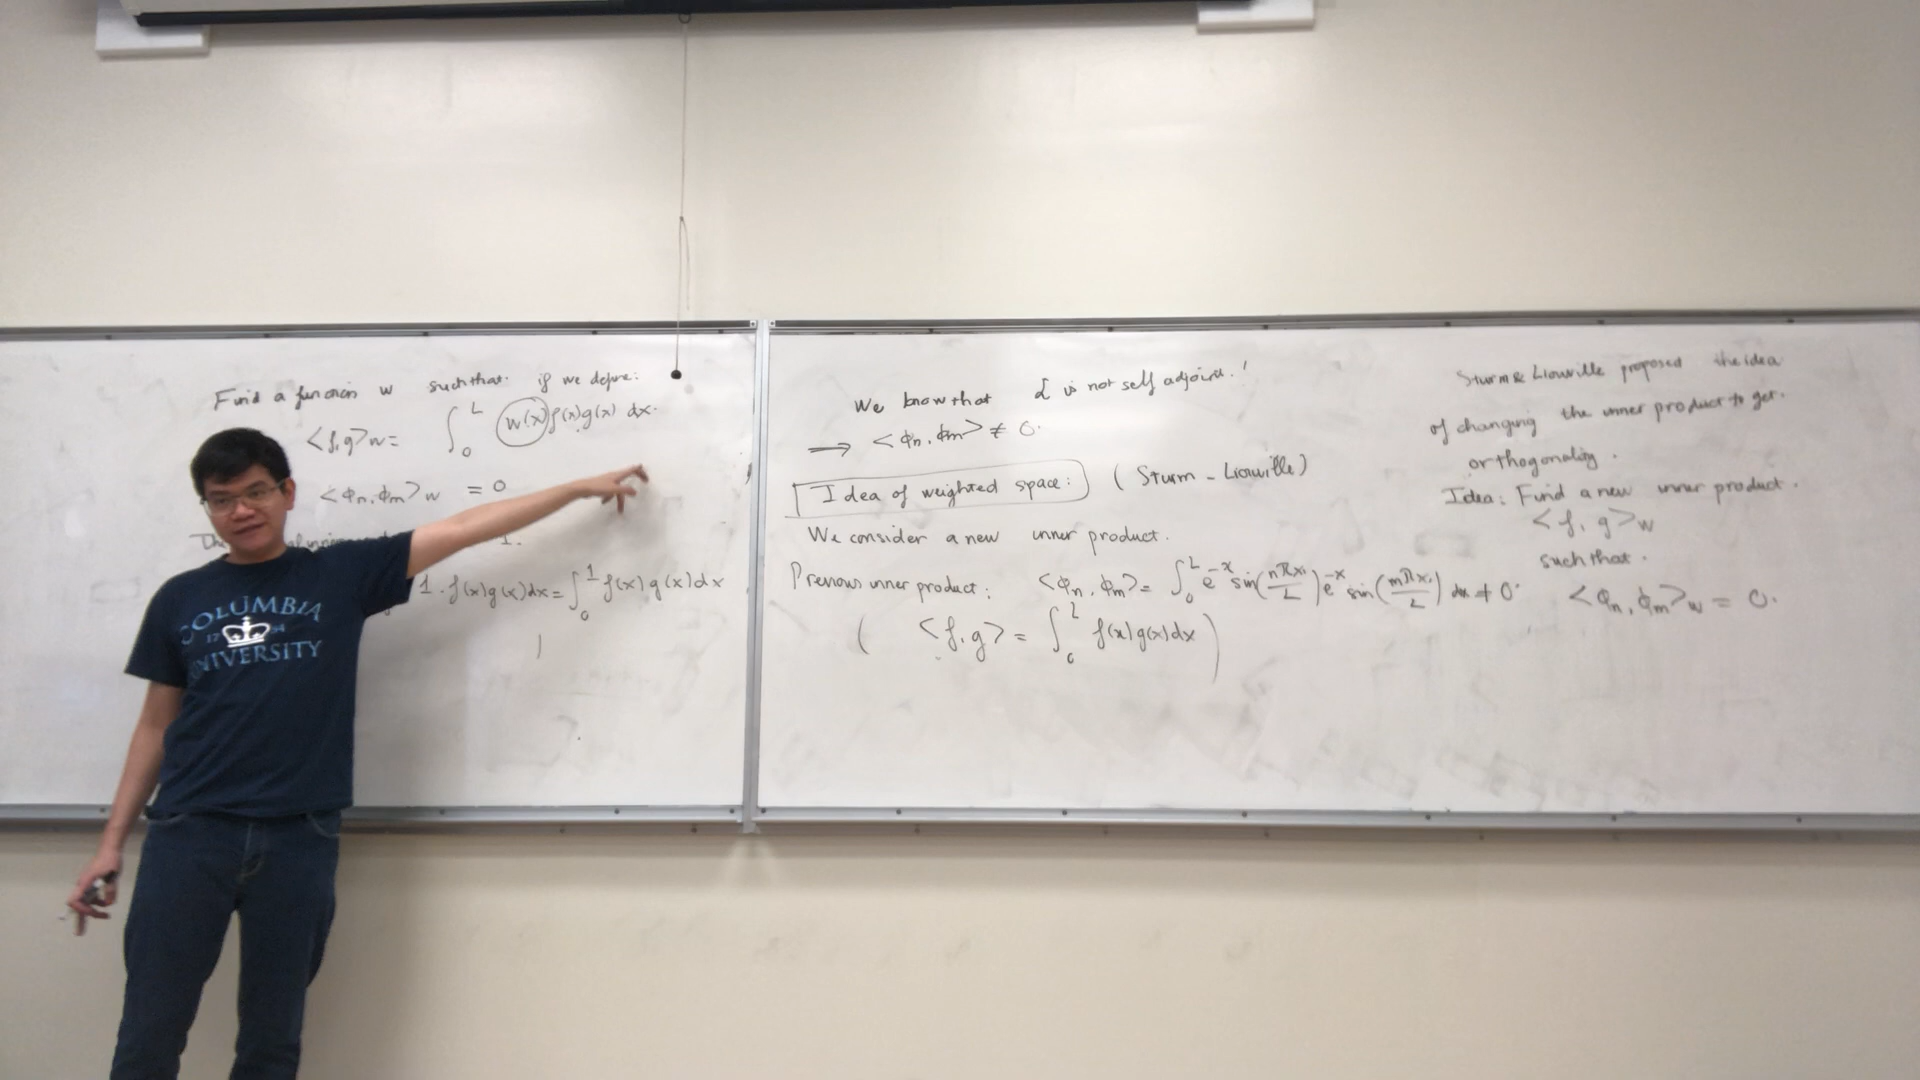 Find a function w such that if we define:
<f,g>w = ∫₀ᴸ w(x)f(x)g(x) dx.
<ϕn, ϕm>w = 0
The
1.
1. f(x)g(x)dx = ∫₀¹ f(x)g(x)dx
COLUMBIA
17 54
UNIVERSITY
We know that L is not self adjoint!
→ <ϕn, ϕm> ≠ 0.
Idea of weighted space: (Sturm - Liouville)
We consider a new inner product.
Previous inner product: <ϕn, ϕm> = ∫₀ᴸ e⁻ˣ sin(nπx/L) e⁻ˣ sin(mπx/L) dx ≠ 0.
( <f,g> = ∫₀ᴸ f(x)g(x)dx )
Sturm & Liouville proposed the idea
of changing the inner product to get.
orthogonality.
Idea: Find a new inner product.
<f, g>w
such that.
<ϕn, ϕm>w = 0.